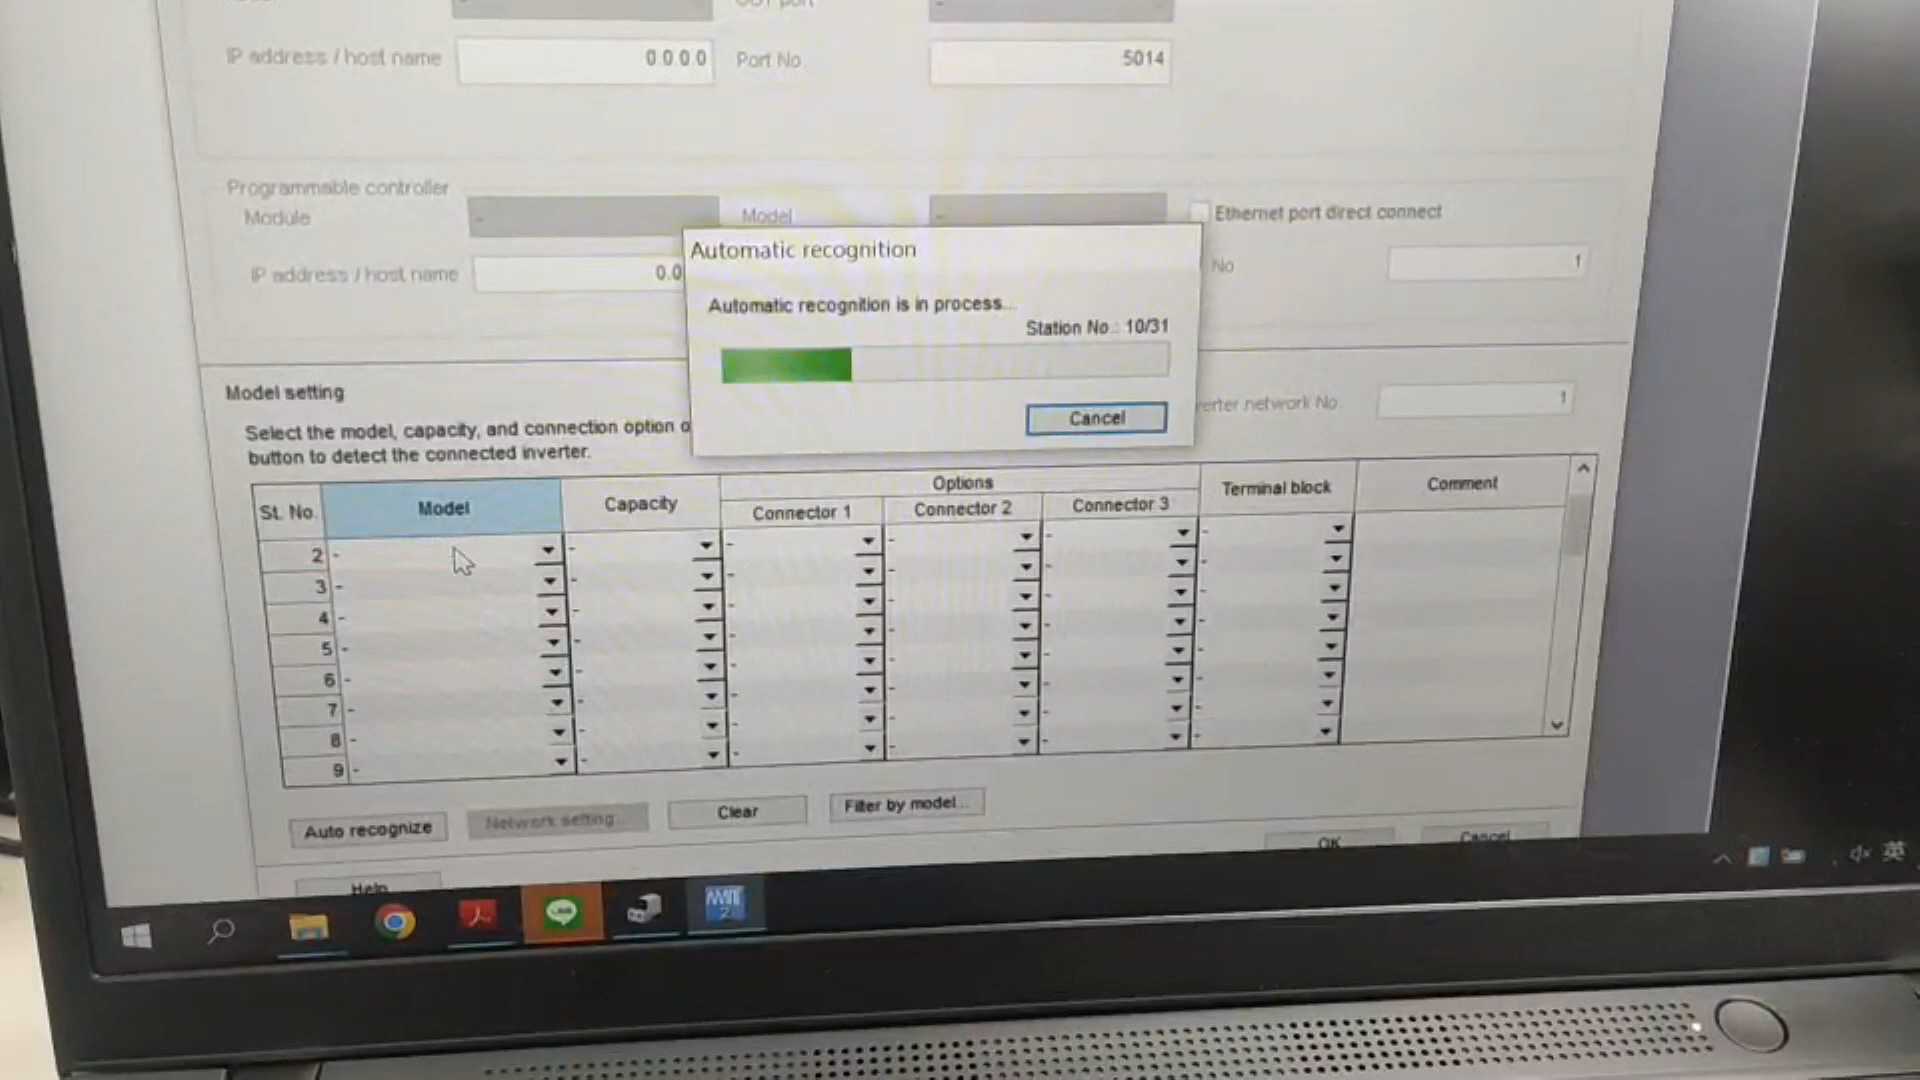 IP address / host name 0.0.0.0 Port No. 5014
Programmable controller
Module - Model - Ethernet port direct connect
IP address / host name 0.0 No 1
Automatic recognition
Automatic recognition is in process...
Station No.: 10/31
Cancel
Model setting
Select the model, capacity, and connection option o
button to detect the connected inverter.
erter network No 1
St. No. Model Capacity Options Terminal block Comment
Connector 1 Connector 2 Connector 3
2 - - - - - -
3 - - - - - -
4 - - - - - -
5 - - - - - -
6 - - - - - -
7 - - - - - -
8 - - - - - -
9 - - - - - -
Auto recognize Network setting... Clear Filter by model...
OK Cancel
Help
LINE
2
英